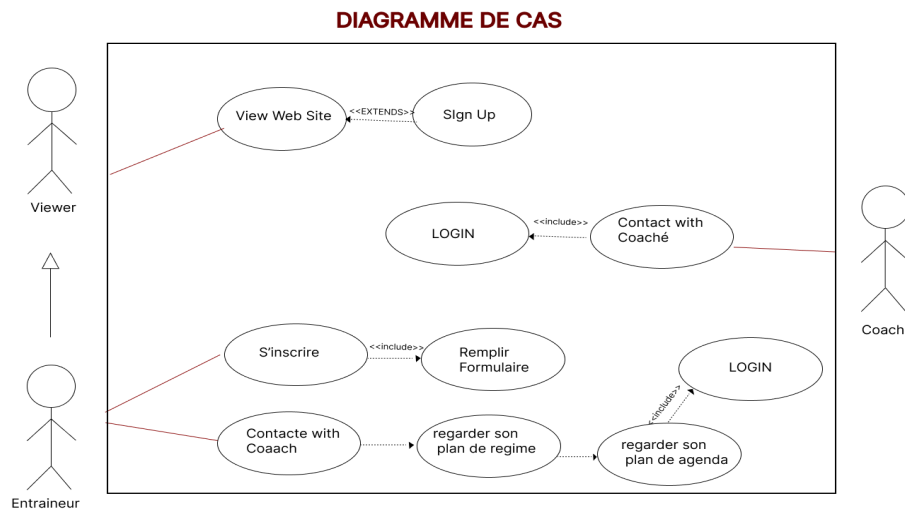 DIAGRAMME DE CAS
View Web Site
<<EXTENDS>>
SIgn Up
Viewer
LOGIN
<<include>>
Contact with
Coaché
Coach
S'inscrire
<<include>>
Remplir
Formulaire
LOGIN
<<include>>
Contacte with
Coaach
regarder son
plan de regime
regarder son
plan de agenda
Entraineur